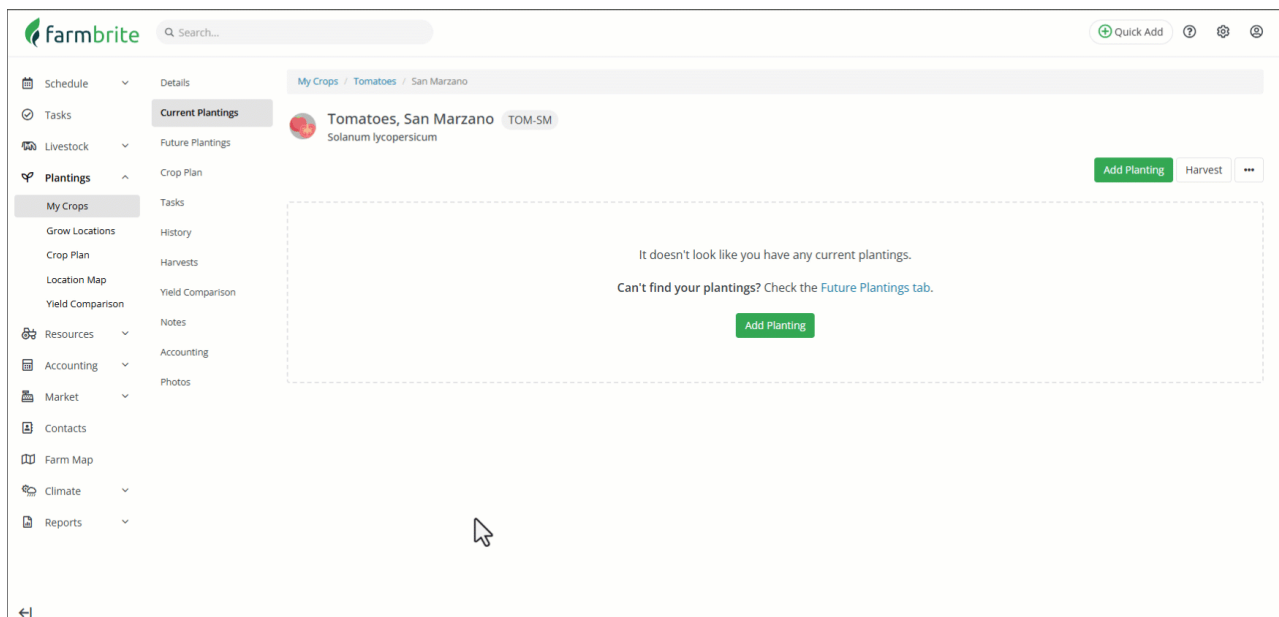 farmbrite
Search...
Quick Add
Schedule
Tasks
Livestock
Plantings
My Crops
Grow Locations
Crop Plan
Location Map
Yield Comparison
Resources
Accounting
Market
Contacts
Farm Map
Climate
Reports
Details
Current Plantings
Future Plantings
Crop Plan
Tasks
History
Harvests
Yield Comparison
Notes
Accounting
Photos
My Crops / Tomatoes / San Marzano
Tomatoes, San Marzano TOM-SM
Solanum lycopersicum
Add Planting Harvest
It doesn't look like you have any current plantings.
Can't find your plantings? Check the Future Plantings tab.
Add Planting